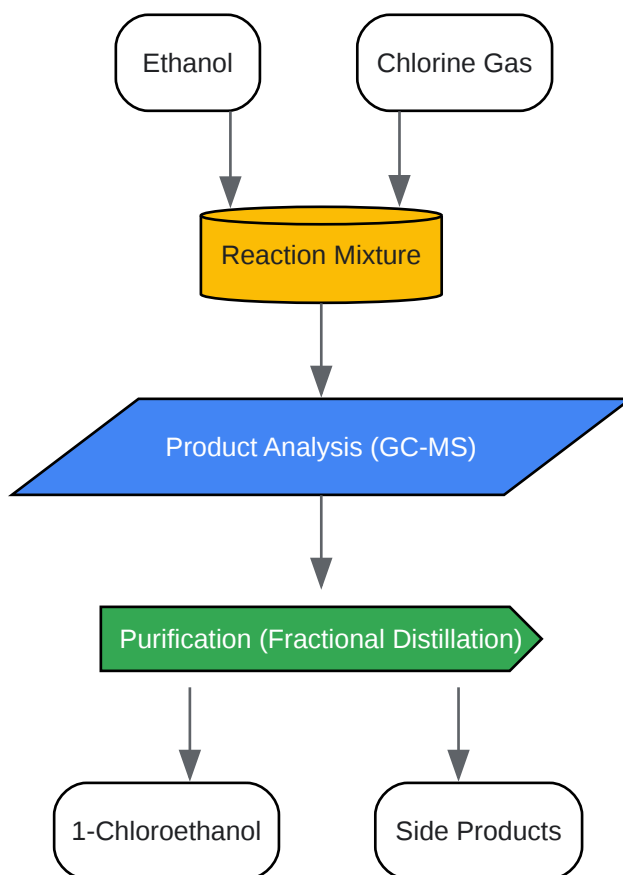 Ethanol
Chlorine Gas
Reaction Mixture
Product Analysis (GC-MS)
Purification (Fractional Distillation)
1-Chloroethanol
Side Products